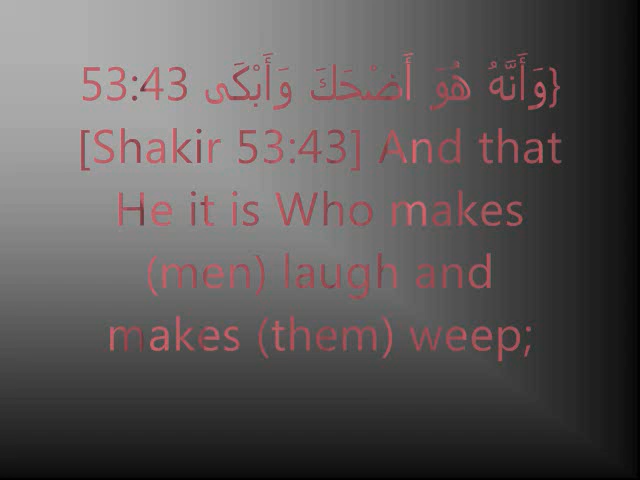 {وَأَنَّهُ هُوَ أَضْحَكَ وَأَبْكَى 53:43
[Shakir 53:43] And that
He it is Who makes
(men) laugh and
makes (them) weep;